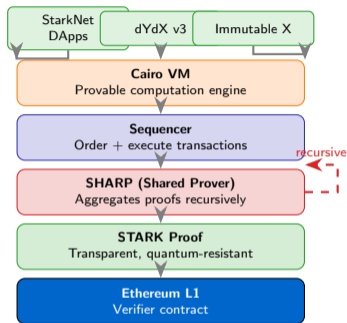 StarkNet
DApps
dYdX v3
Immutable X
Cairo VM
Provable computation engine
Sequencer
Order + execute transactions
recursive
SHARP (Shared Prover)
Aggregates proofs recursively
STARK Proof
Transparent, quantum-resistant
Ethereum L1
Verifier contract